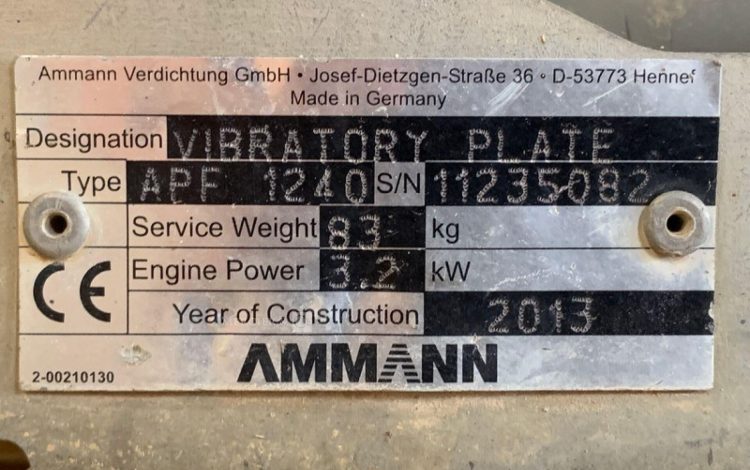 Ammann Verdichtung GmbH • Josef-Dietzgen-Straße 36 • D-53773 Hennef
Made in Germany
Designation VIBRATORY PLATE
Type APF 1240 S/N 11235082
Service Weight 83 kg
Engine Power 3.2 kW
CE
Year of Construction 2013
2-00210130 AMMANN